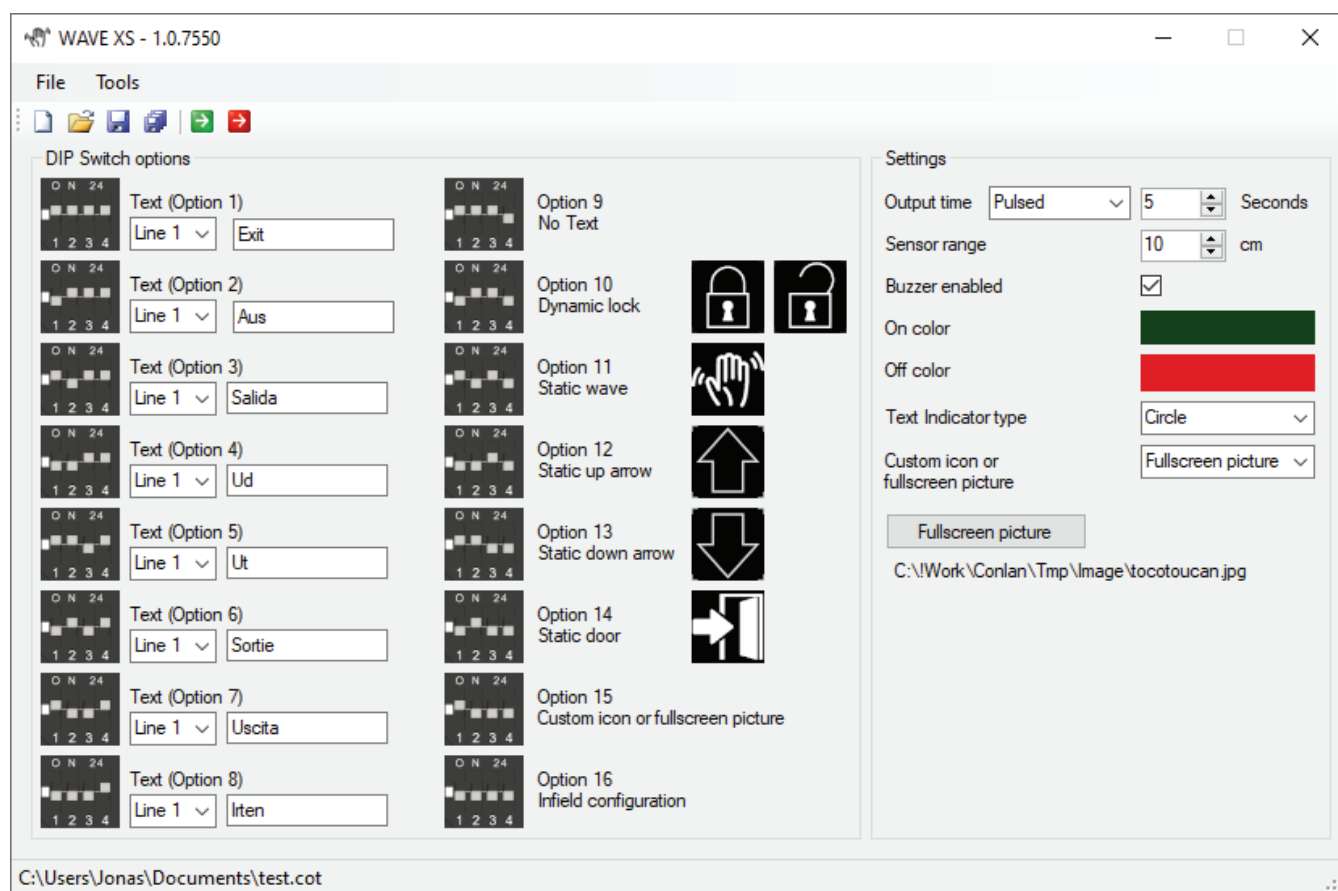 WAVE XS - 1.0.7550
File Tools
DIP Switch options
ON 24
1 2 3 4
Text (Option 1)
Line 1
Exit
ON 24
1 2 3 4
Text (Option 2)
Line 1
Aus
ON 24
1 2 3 4
Text (Option 3)
Line 1
Salida
ON 24
1 2 3 4
Text (Option 4)
Line 1
Ud
ON 24
1 2 3 4
Text (Option 5)
Line 1
Ut
ON 24
1 2 3 4
Text (Option 6)
Line 1
Sortie
ON 24
1 2 3 4
Text (Option 7)
Line 1
Uscita
ON 24
1 2 3 4
Text (Option 8)
Line 1
Irten
ON 24
1 2 3 4
Option 9
No Text
ON 24
1 2 3 4
Option 10
Dynamic lock
ON 24
1 2 3 4
Option 11
Static wave
ON 24
1 2 3 4
Option 12
Static up arrow
ON 24
1 2 3 4
Option 13
Static down arrow
ON 24
1 2 3 4
Option 14
Static door
ON 24
1 2 3 4
Option 15
Custom icon or fullscreen picture
ON 24
1 2 3 4
Option 16
Infield configuration
Settings
Output time Pulsed 5 Seconds
Sensor range 10 cm
Buzzer enabled
On color
Off color
Text Indicator type Circle
Custom icon or
fullscreen picture
Fullscreen picture
Fullscreen picture
C:\!Work\Conlan\Tmp\Image\tocotoucan.jpg
C:\Users\Jonas\Documents\test.cot